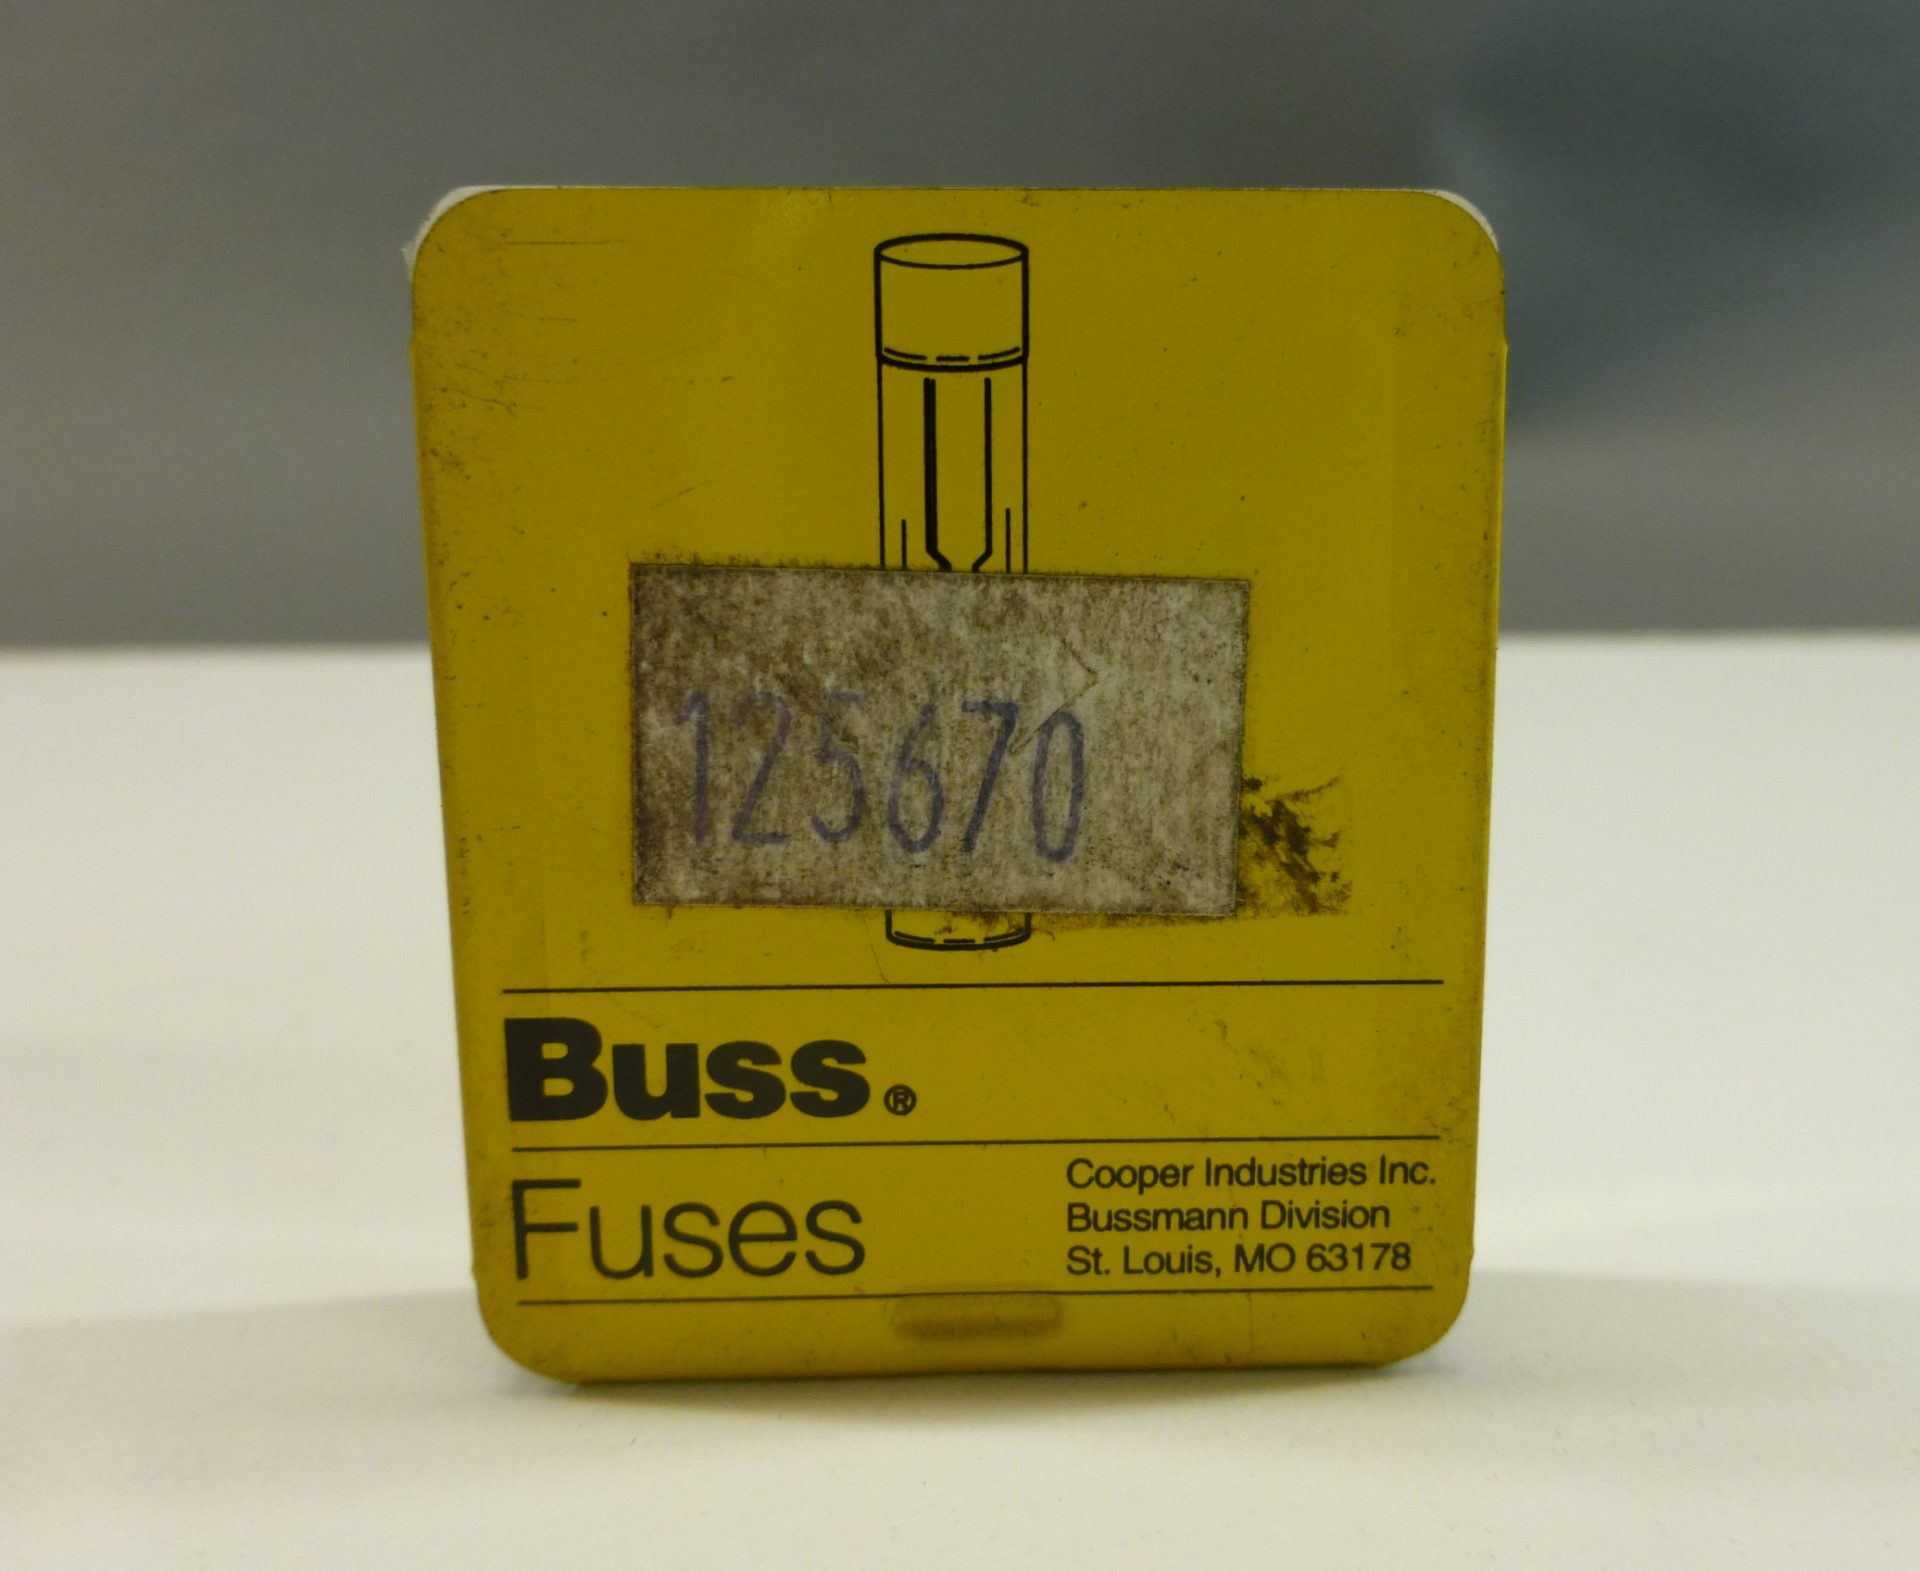 125670
Buss®
Fuses
Cooper Industries Inc.
Bussmann Division
St. Louis, MO 63178